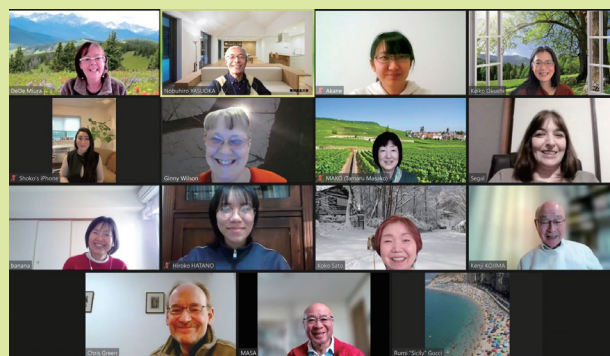 DeDe Miura
Nobuhiro YASUOKA
Akane
Keiko Okushi
Shoko's iPhone
Ginny Wilson
MAKO (Tamaru Masako)
Segal
banana
Hiroko HATANO
Koko Sato
Kenji KOJIMA
Chris Green
MASA
Rumi "Sicily" Gucci